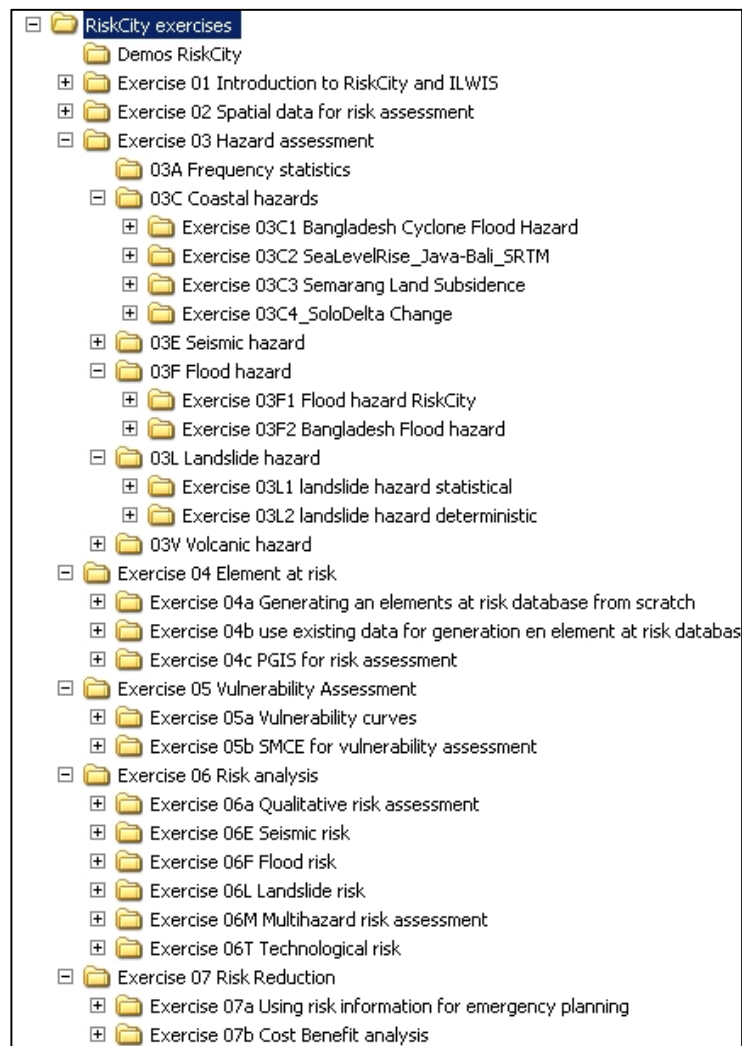 RiskCity exercises
Demos RiskCity
Exercise 01 Introduction to RiskCity and ILWIS
Exercise 02 Spatial data for risk assessment
Exercise 03 Hazard assessment
03A Frequency statistics
03C Coastal hazards
Exercise 03C1 Bangladesh Cyclone Flood Hazard
Exercise 03C2 SeaLevelRise_Java-Bali_SRTM
Exercise 03C3 Semarang Land Subsidence
Exercise 03C4_SoloDelta Change
03E Seismic hazard
03F Flood hazard
Exercise 03F1 Flood hazard RiskCity
Exercise 03F2 Bangladesh Flood hazard
03L Landslide hazard
Exercise 03L1 landslide hazard statistical
Exercise 03L2 landslide hazard deterministic
03V Volcanic hazard
Exercise 04 Element at risk
Exercise 04a Generating an elements at risk database from scratch
Exercise 04b use existing data for generation en element at risk databas
Exercise 04c PGIS for risk assessment
Exercise 05 Vulnerability Assessment
Exercise 05a Vulnerability curves
Exercise 05b SMCE for vulnerability assessment
Exercise 06 Risk analysis
Exercise 06a Qualitative risk assessment
Exercise 06E Seismic risk
Exercise 06F Flood risk
Exercise 06L Landslide risk
Exercise 06M Multihazard risk assessment
Exercise 06T Technological risk
Exercise 07 Risk Reduction
Exercise 07a Using risk information for emergency planning
Exercise 07b Cost Benefit analysis